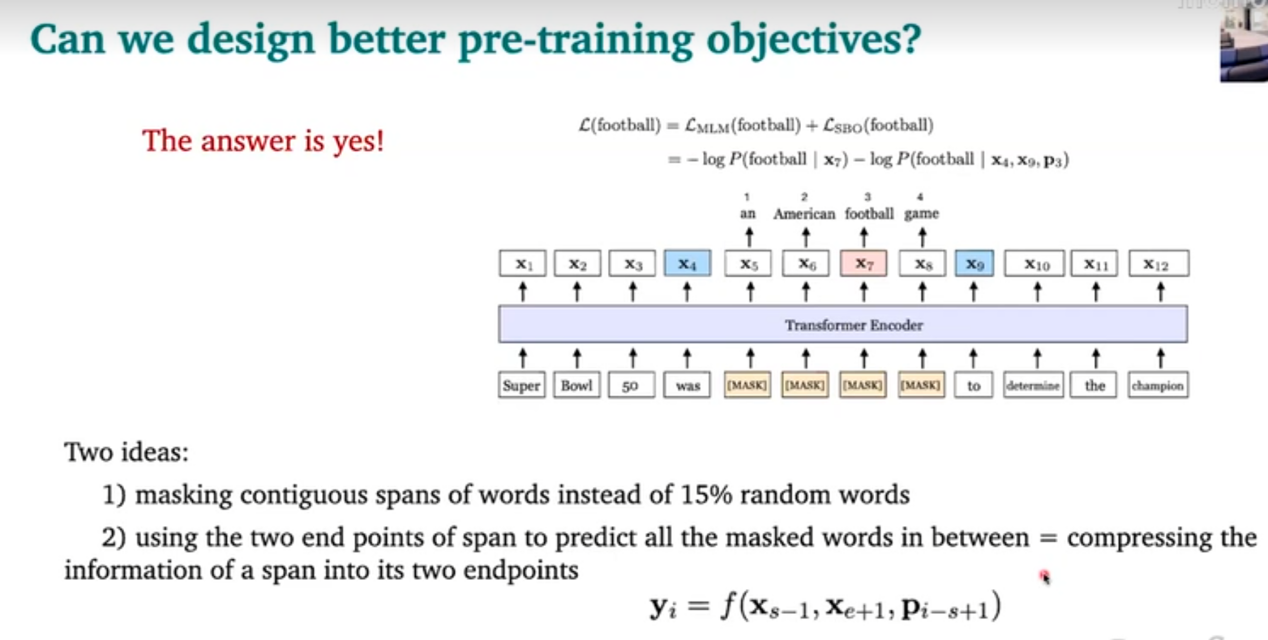 Can we design better pre-training objectives?
The answer is yes!
ℒ(football) = ℒ_MLM(football) + ℒ_SBO(football)
= − log P(football | x₇) − log P(football | x₄, x₉, p₃)
1 2 3 4
an American football game
x₁ x₂ x₃ x₄ x₅ x₆ x₇ x₈ x₉ x₁₀ x₁₁ x₁₂
Transformer Encoder
Super Bowl 50 was [MASK] [MASK] [MASK] [MASK] to determine the champion
Two ideas:
1) masking contiguous spans of words instead of 15% random words
2) using the two end points of span to predict all the masked words in between = compressing the
information of a span into its two endpoints
yᵢ = f(x_{s−1}, x_{e+1}, p_{i−s+1})